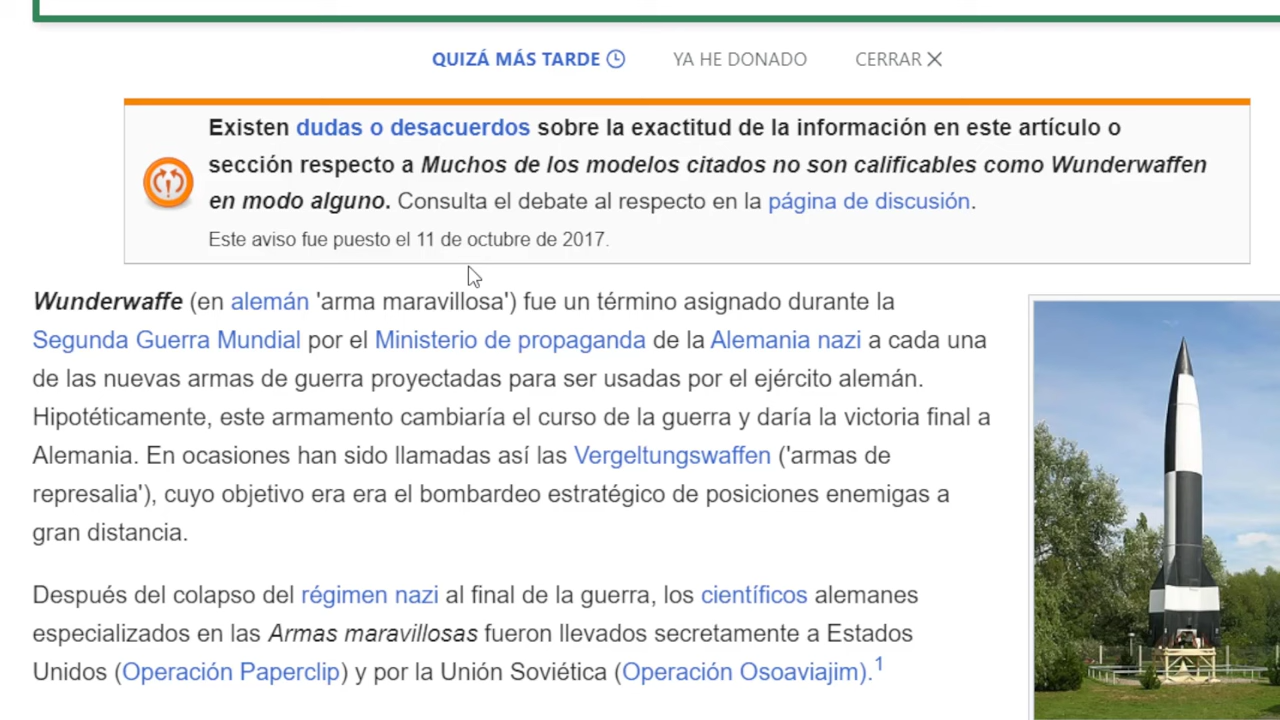 QUIZÁ MÁS TARDE YA HE DONADO CERRAR
Existen dudas o desacuerdos sobre la exactitud de la información en este artículo o
sección respecto a Muchos de los modelos citados no son calificables como Wunderwaffen
en modo alguno. Consulta el debate al respecto en la página de discusión.
Este aviso fue puesto el 11 de octubre de 2017.
Wunderwaffe (en alemán 'arma maravillosa') fue un término asignado durante la
Segunda Guerra Mundial por el Ministerio de propaganda de la Alemania nazi a cada una
de las nuevas armas de guerra proyectadas para ser usadas por el ejército alemán.
Hipotéticamente, este armamento cambiaría el curso de la guerra y daría la victoria final a
Alemania. En ocasiones han sido llamadas así las Vergeltungswaffen ('armas de
represalia'), cuyo objetivo era era el bombardeo estratégico de posiciones enemigas a
gran distancia.
Después del colapso del régimen nazi al final de la guerra, los científicos alemanes
especializados en las Armas maravillosas fueron llevados secretamente a Estados
Unidos (Operación Paperclip) y por la Unión Soviética (Operación Osoaviajim).1